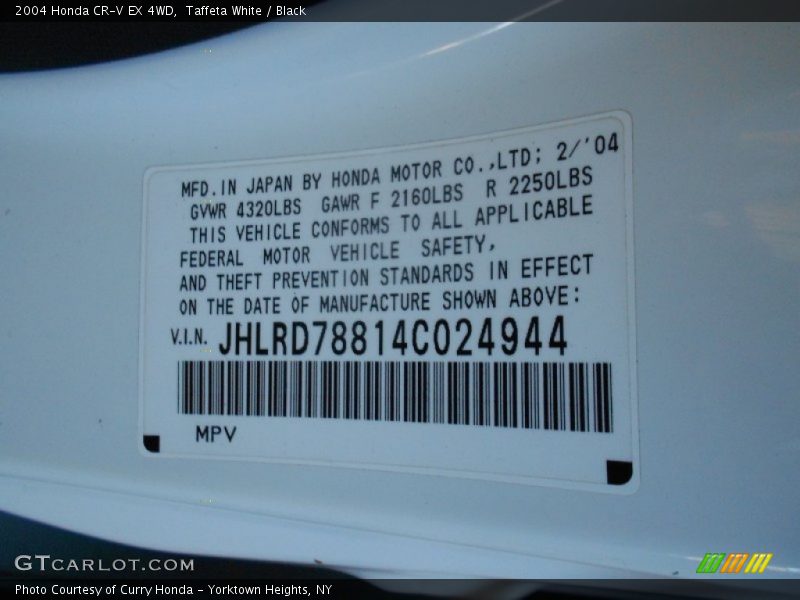 2004 Honda CR-V EX 4WD, Taffeta White / Black
MFD. IN JAPAN BY HONDA MOTOR CO.,LTD; 2/'04
GVWR 4320LBS GAWR F 2160LBS R 2250LBS
THIS VEHICLE CONFORMS TO ALL APPLICABLE
FEDERAL MOTOR VEHICLE SAFETY,
AND THEFT PREVENTION STANDARDS IN EFFECT
ON THE DATE OF MANUFACTURE SHOWN ABOVE:
V.I.N. JHLRD78814C024944
MPV
GTCARLOT.COM
Photo Courtesy of Curry Honda - Yorktown Heights, NY